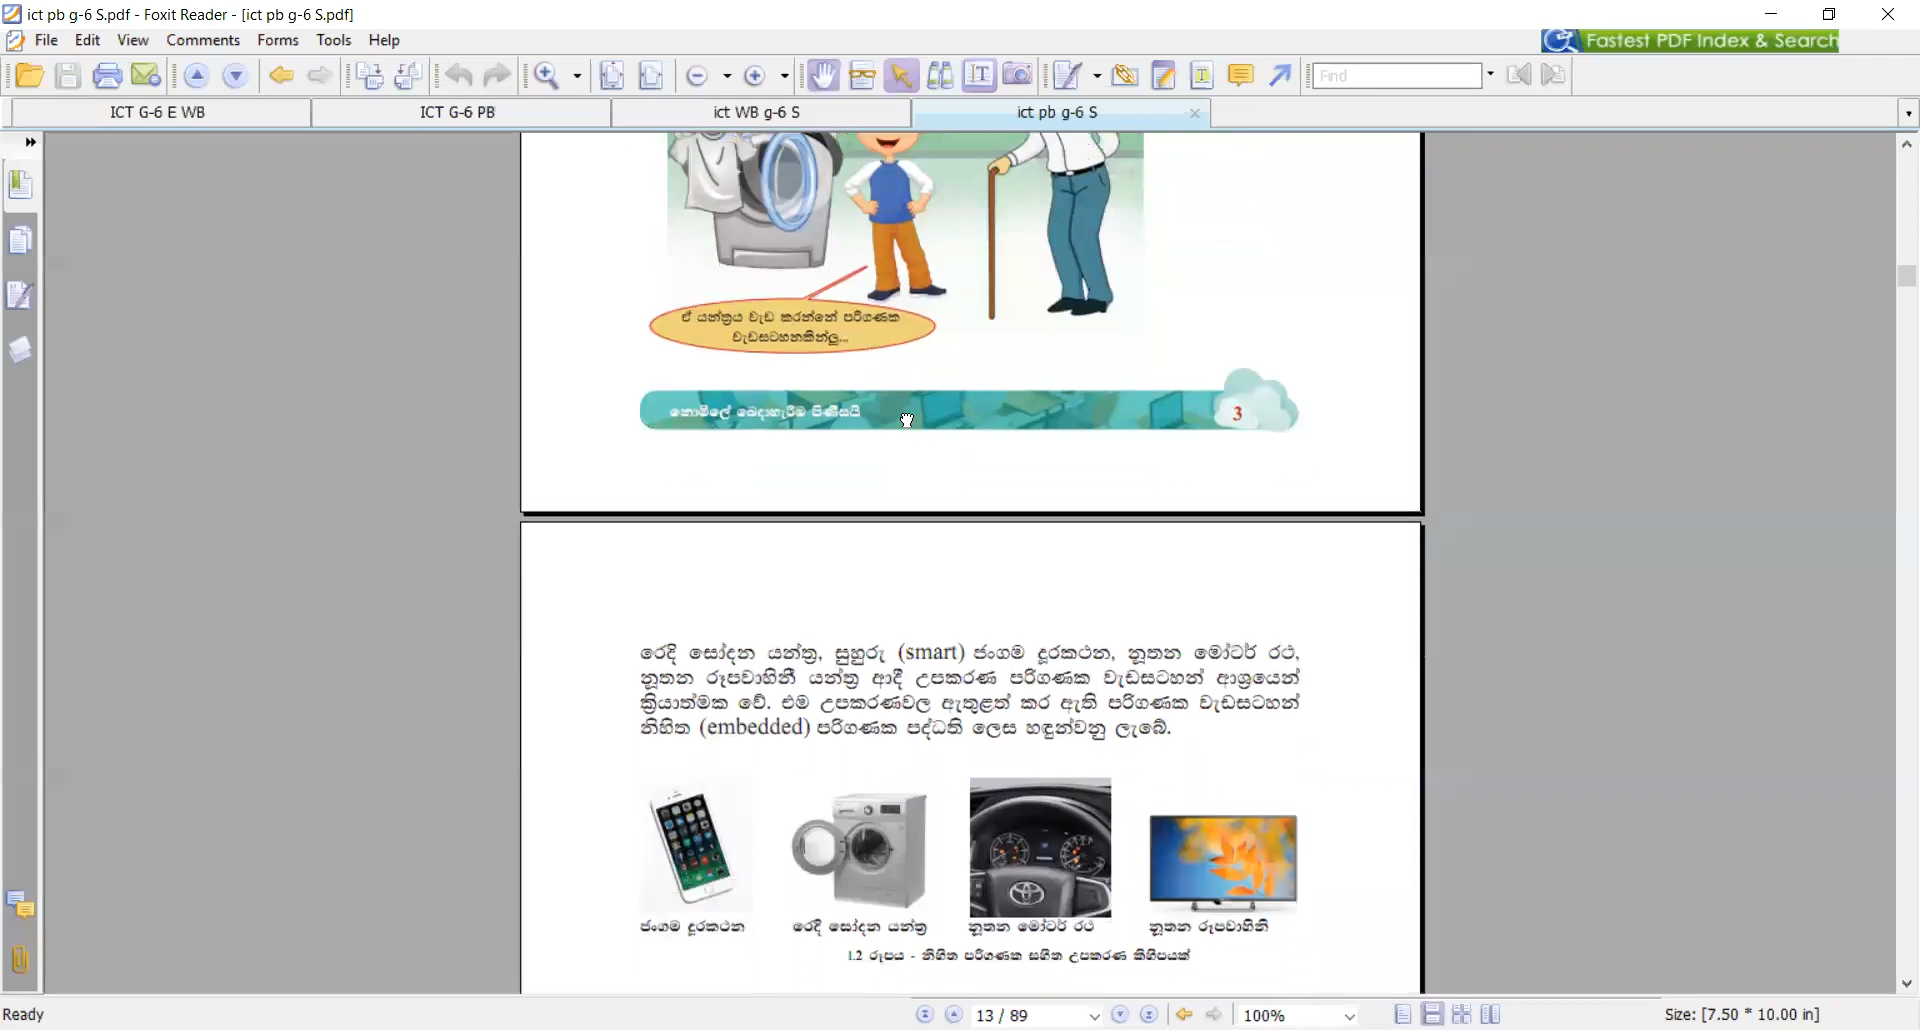 ict pb g-6 S.pdf - Foxit Reader - [ict pb g-6 S.pdf]
File Edit View Comments Forms Tools Help
Fastest PDF Index & Search
Find
ICT G-6 E WB ICT G-6 PB ict WB g-6 S ict pb g-6 S
ඒ යන්ත්‍රය වැඩ කරන්නේ පරිගණක
වැඩසටහනකින්ලු...
නොමිලේ බෙදාහැරීම පිණිසයි
3
රෙදි සෝදන යන්ත්‍ර, සුහුරු (smart) ජංගම දූරකථන, නූතන මෝටර් රථ,
නූතන රූපවාහිනී යන්ත්‍ර ආදී උපකරණ පරිගණක වැඩසටහන් ආශ්‍රයෙන්
ක්‍රියාත්මක වේ. එම උපකරණවල ඇතුළත් කර ඇති පරිගණක වැඩසටහන්
නිහිත (embedded) පරිගණක පද්ධති ලෙස හඳුන්වනු ලැබේ.
ජංගම දූරකථන රෙදි සෝදන යන්ත්‍ර නූතන මෝටර් රථ නූතන රූපවාහිනි
1.2 රූපය - නිහිත පරිගණක සහිත උපකරණ කිහිපයක්
Ready
13 / 89
100%
Size: [7.50 * 10.00 in]